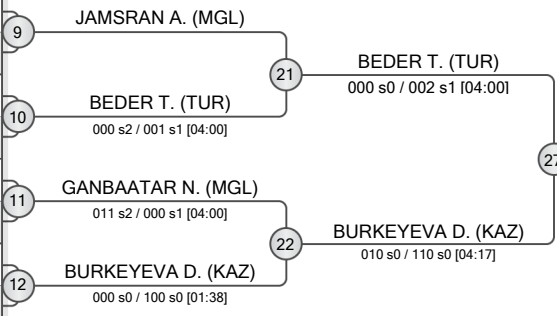 9
JAMSRAN A. (MGL)
21
BEDER T. (TUR)
000 s0 / 002 s1 [04:00]
10
BEDER T. (TUR)
000 s2 / 001 s1 [04:00]
27
11
GANBAATAR N. (MGL)
011 s2 / 000 s1 [04:00]
22
BURKEYEVA D. (KAZ)
010 s0 / 110 s0 [04:17]
12
BURKEYEVA D. (KAZ)
000 s0 / 100 s0 [01:38]